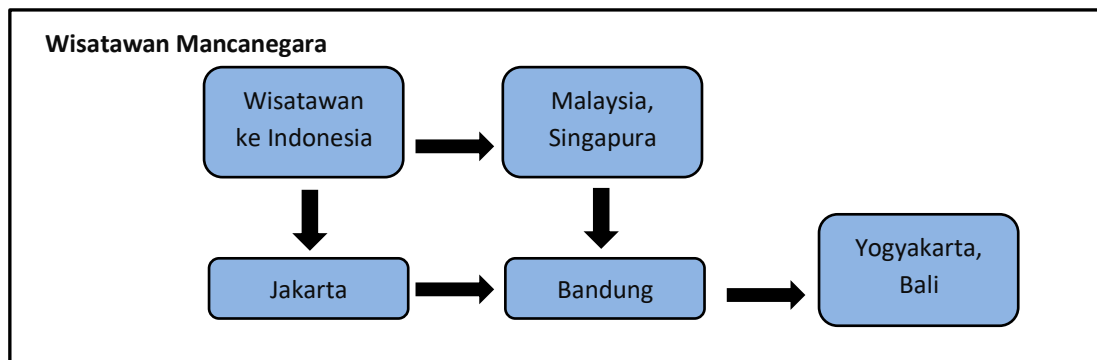 Wisatawan Mancanegara
Wisatawan
ke Indonesia
Malaysia,
Singapura
Jakarta
Bandung
Yogyakarta,
Bali